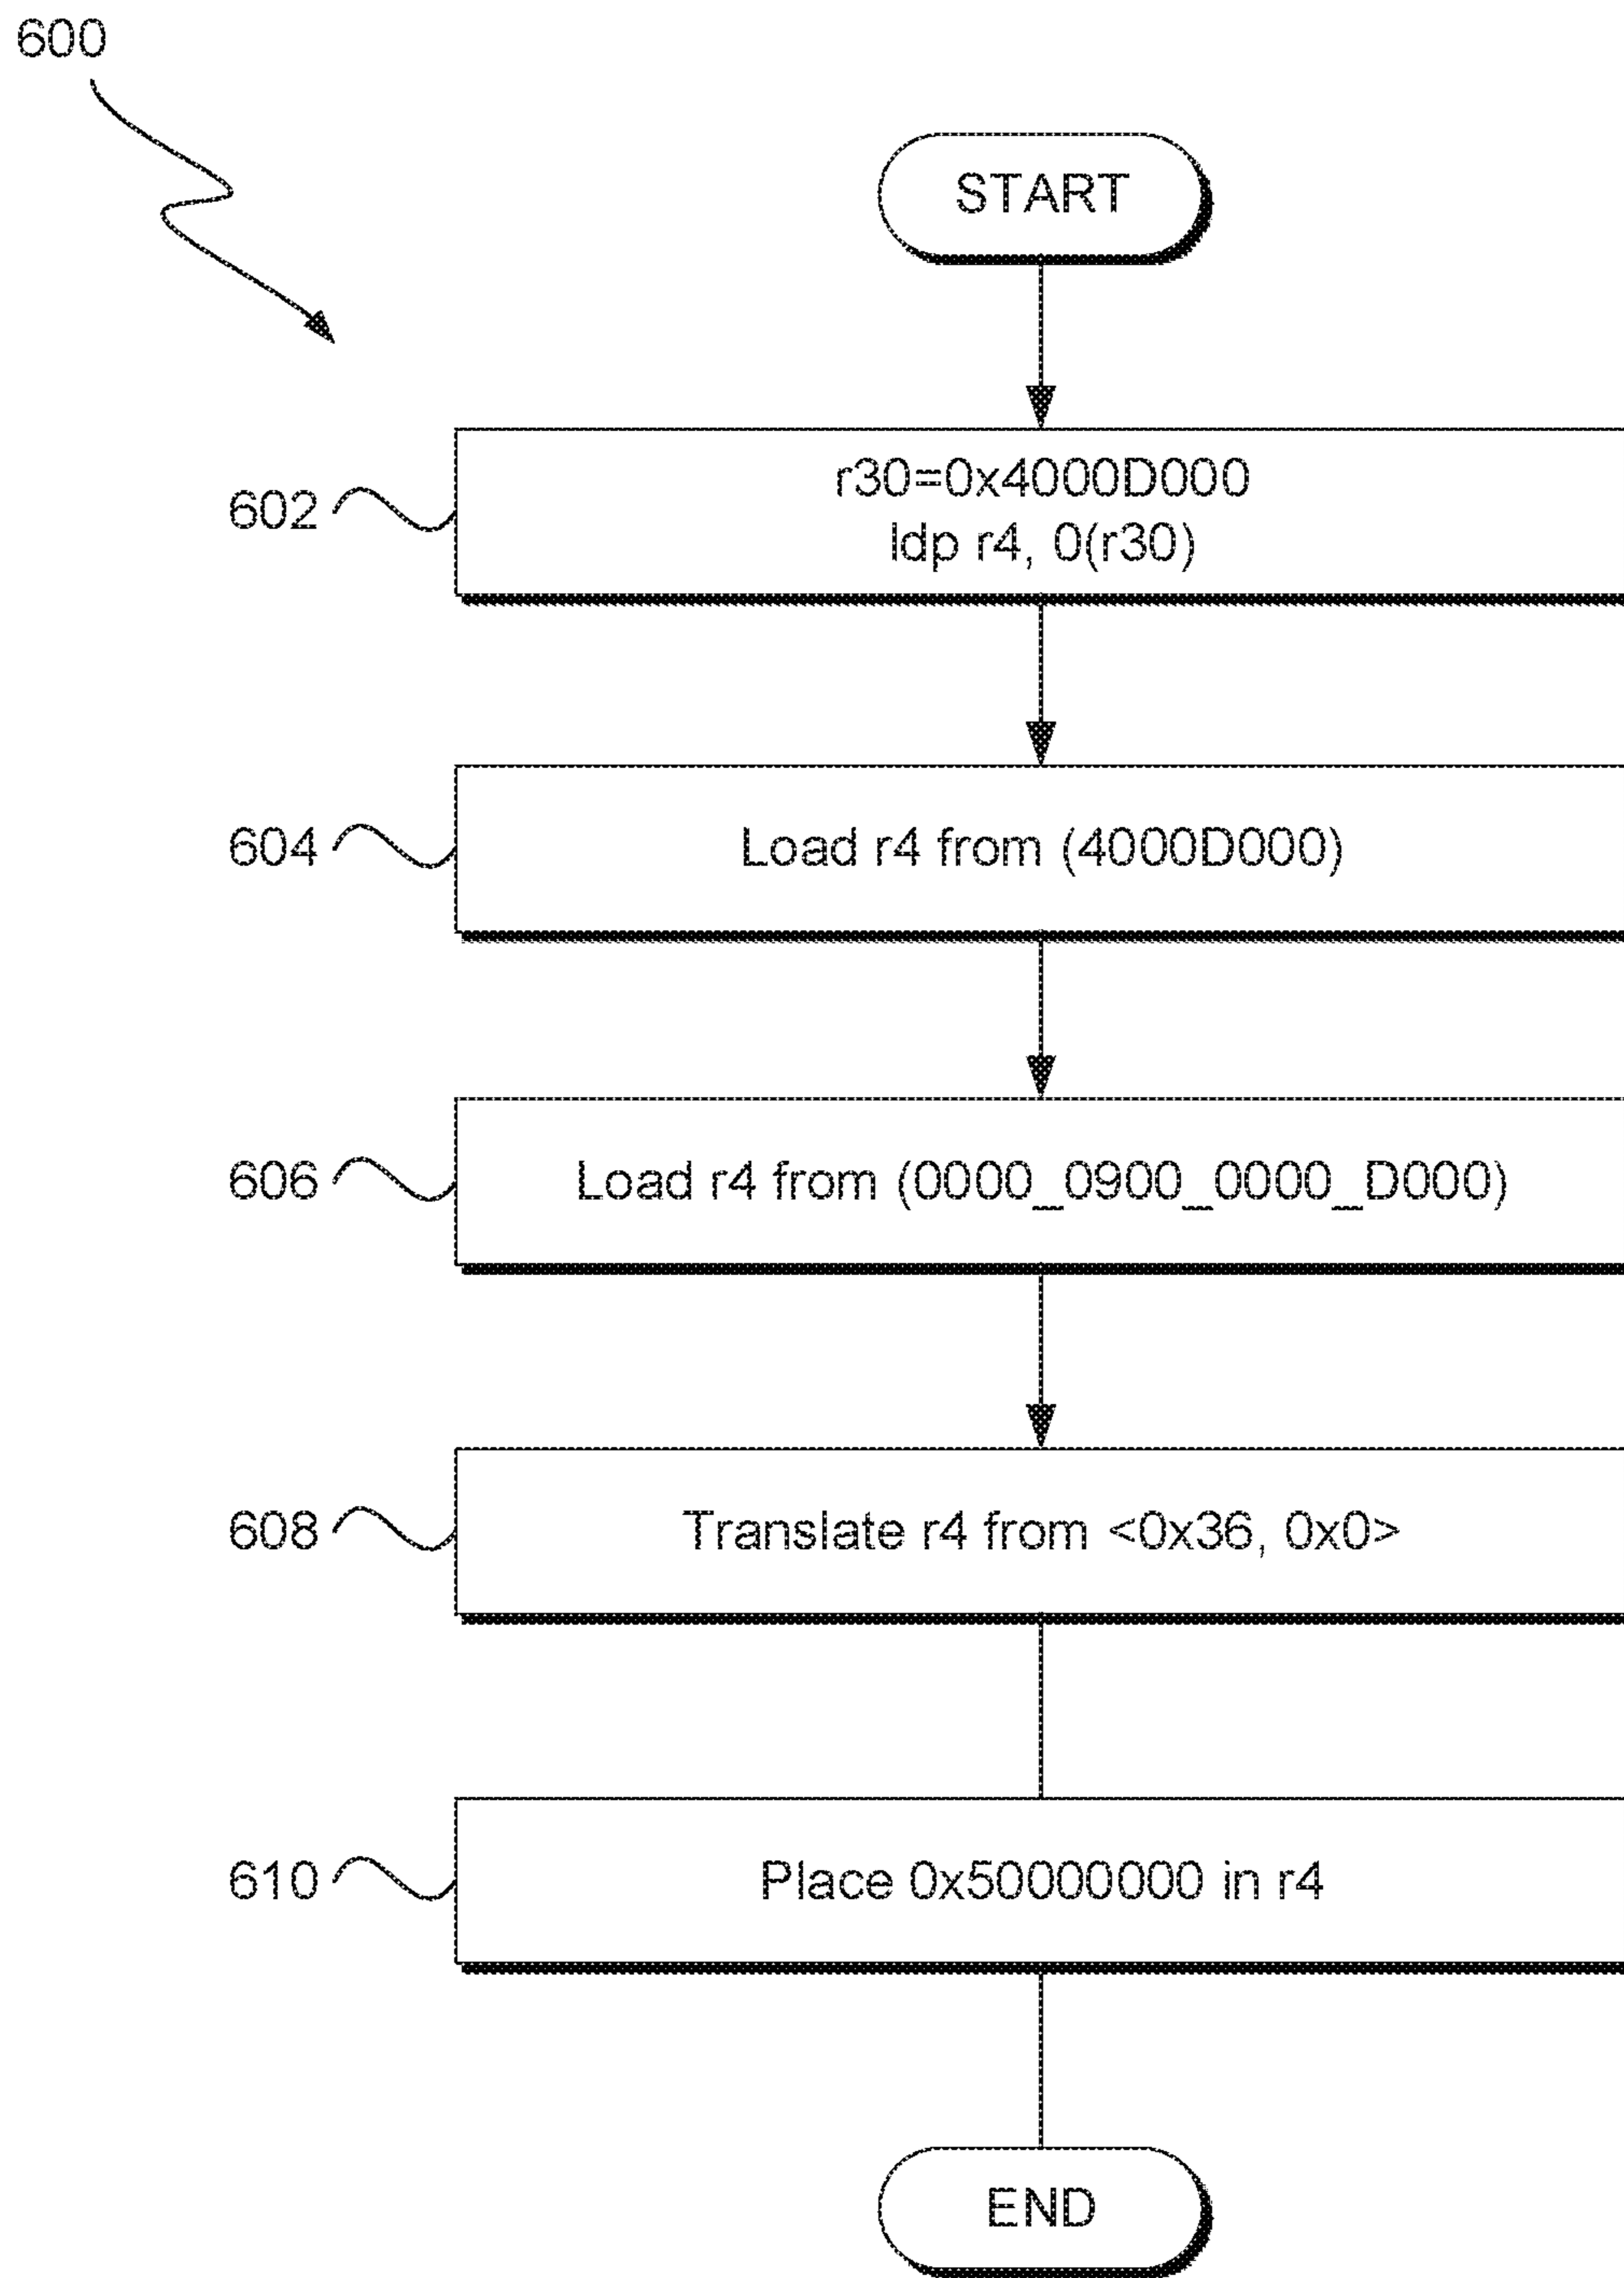 600
START
602
r30=0x4000D000
ldp r4, 0(r30)
604
Load r4 from (4000D000)
606
Load r4 from (0000_0900_0000_D000)
608
Translate r4 from <0x36, 0x0>
610
Place 0x50000000 in r4
END